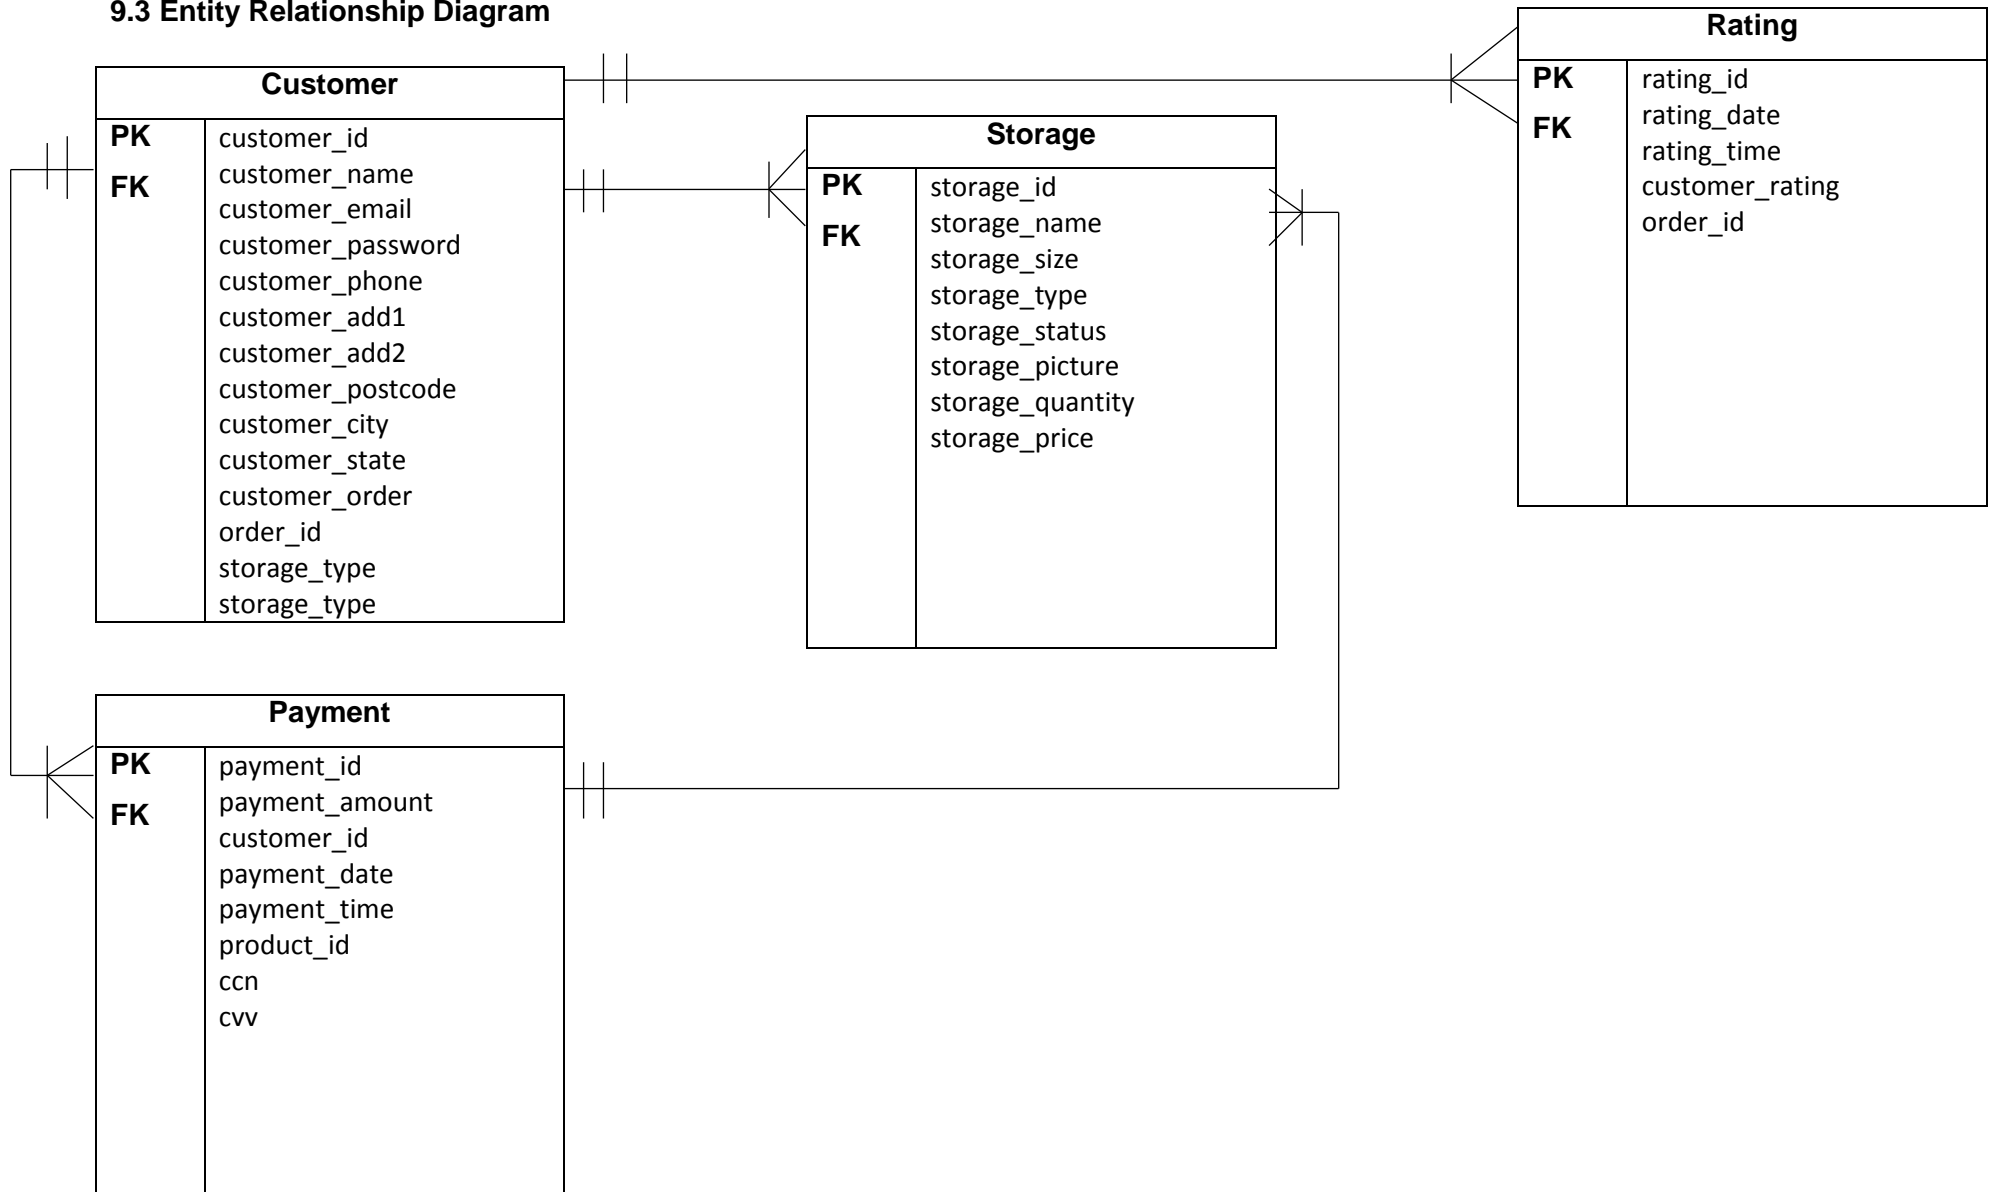 9.3 Entity Relationship Diagram
Customer
PK
FK
customer_id
customer_name
customer_email
customer_password
customer_phone
customer_add1
customer_add2
customer_postcode
customer_city
customer_state
customer_order
order_id
storage_type
storage_type
Storage
PK
FK
storage_id
storage_name
storage_size
storage_type
storage_status
storage_picture
storage_quantity
storage_price
Rating
PK
FK
rating_id
rating_date
rating_time
customer_rating
order_id
Payment
PK
FK
payment_id
payment_amount
customer_id
payment_date
payment_time
product_id
ccn
cvv